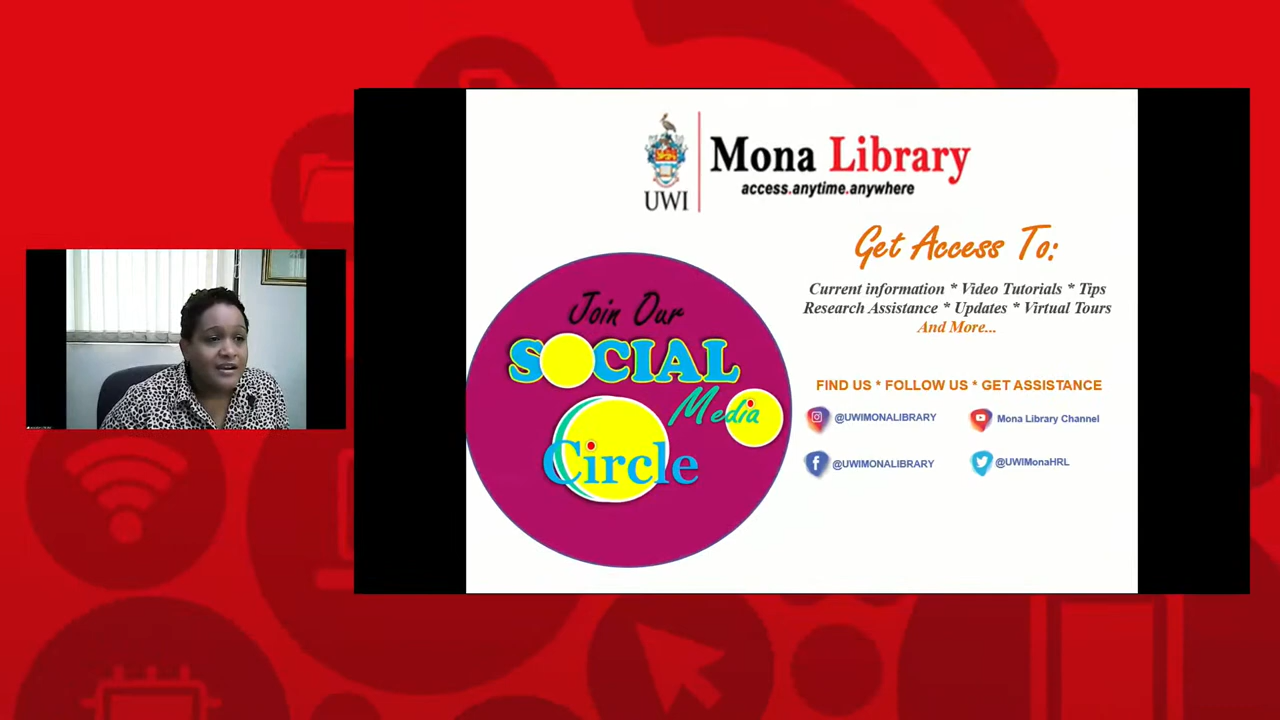 UWI
Mona Library
access.anytime.anywhere
Get Access To:
Current information * Video Tutorials * Tips
Research Assistance * Updates * Virtual Tours
And More...
Join Our
SOCIAL
Media
Circle
FIND US * FOLLOW US * GET ASSISTANCE
@UWIMONALIBRARY
Mona Library Channel
@UWIMONALIBRARY
@UWIMonaHRL